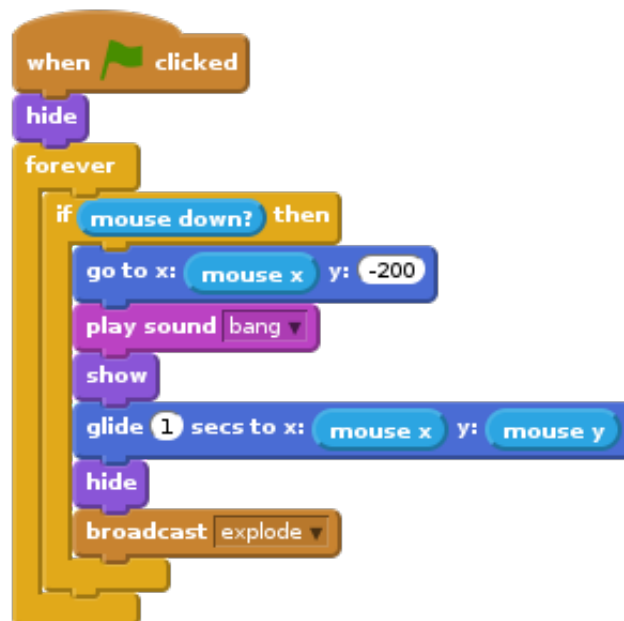 when clicked
hide
forever
if mouse down? then
go to x: mouse x y: -200
play sound bang
show
glide 1 secs to x: mouse x y: mouse y
hide
broadcast explode